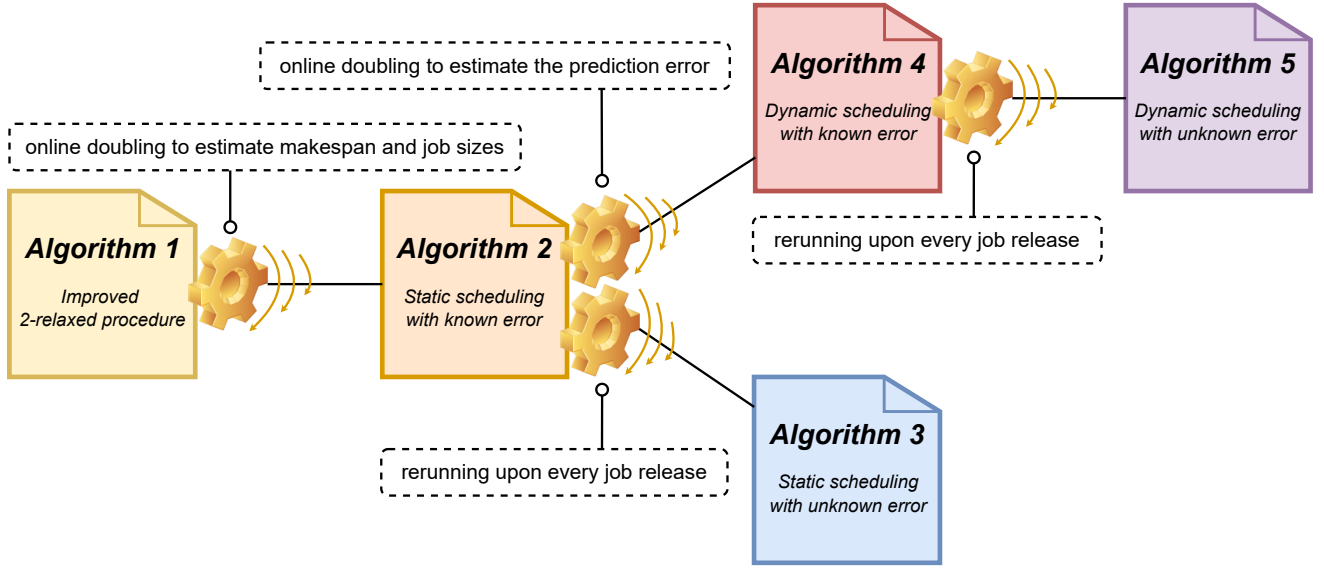 online doubling to estimate the prediction error
online doubling to estimate makespan and job sizes
Algorithm 1
Improved
2-relaxed procedure
Algorithm 2
Static scheduling
with known error
rerunning upon every job release
Algorithm 4
Dynamic scheduling
with known error
rerunning upon every job release
Algorithm 5
Dynamic scheduling
with unknown error
Algorithm 3
Static scheduling
with unknown error